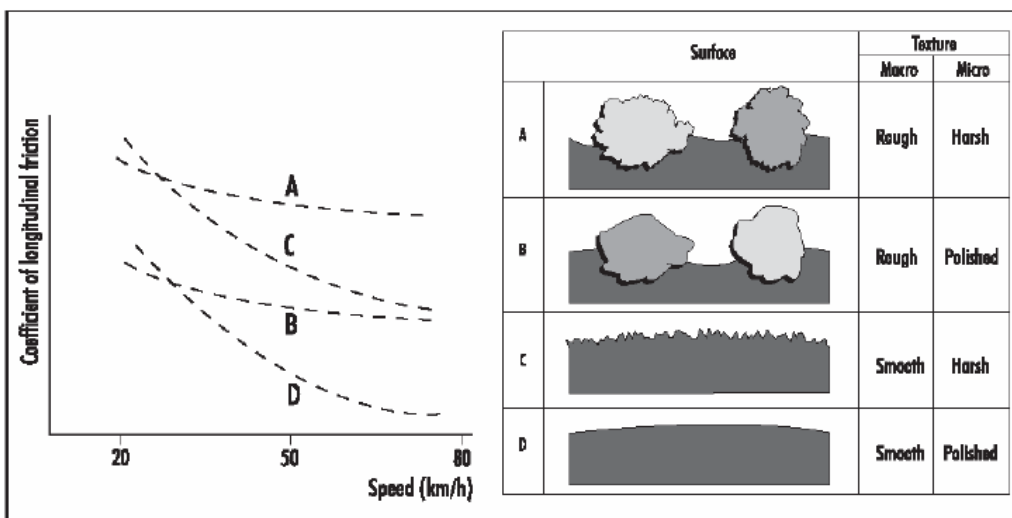 Coefficient of longitudinal friction
A
C
B
D
20 50 80
Speed (km/h)
Surface Texture
Macro Micro
A Rough Harsh
B Rough Polished
C Smooth Harsh
D Smooth Polished